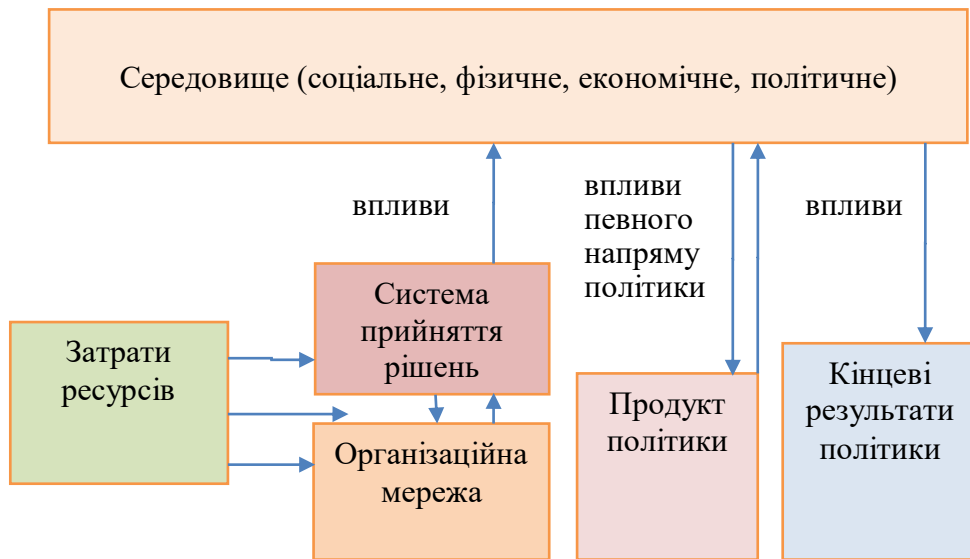 Середовище (соціальне, фізичне, економічне, політичне)
впливи
впливи
певного
напряму
політики
впливи
Затрати
ресурсів
Система
прийняття
рішень
Організаційна
мережа
Продукт
політики
Кінцеві
результати
політики